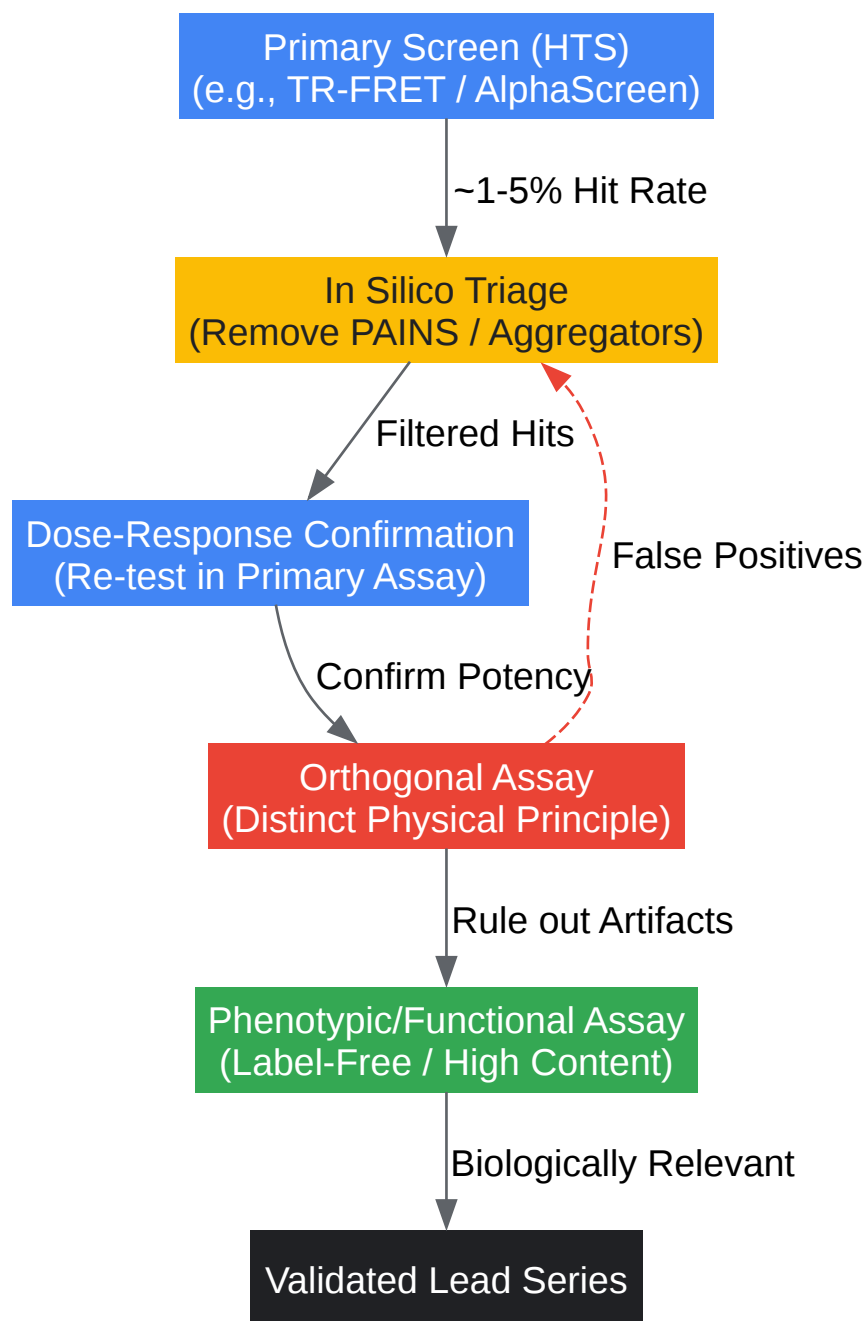 Primary Screen (HTS)
(e.g., TR-FRET / AlphaScreen)
~1-5% Hit Rate
In Silico Triage
(Remove PAINS / Aggregators)
Filtered Hits
Dose-Response Confirmation
(Re-test in Primary Assay)
False Positives
Confirm Potency
Orthogonal Assay
(Distinct Physical Principle)
Rule out Artifacts
Phenotypic/Functional Assay
(Label-Free / High Content)
Biologically Relevant
Validated Lead Series